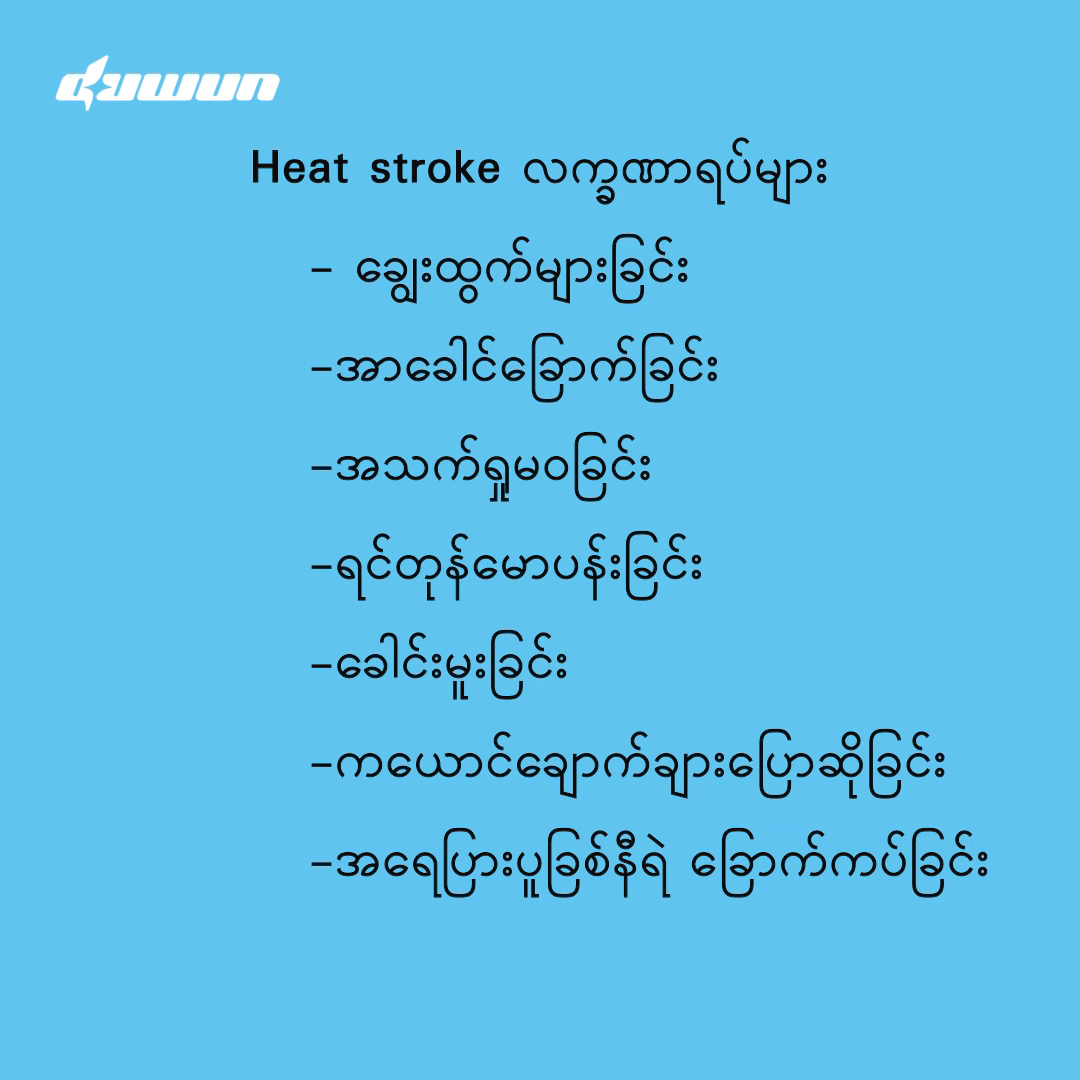 duwun
Heat stroke လက္ခဏာရပ်များ
- ချွေးထွက်များခြင်း
-အာခေါင်ခြောက်ခြင်း
-အသက်ရှူမဝခြင်း
-ရင်တုန်မောပန်းခြင်း
-ခေါင်းမူးခြင်း
-ကယောင်ချောက်ချားပြောဆိုခြင်း
-အရေပြားပူခြစ်နီရဲ ခြောက်ကပ်ခြင်း